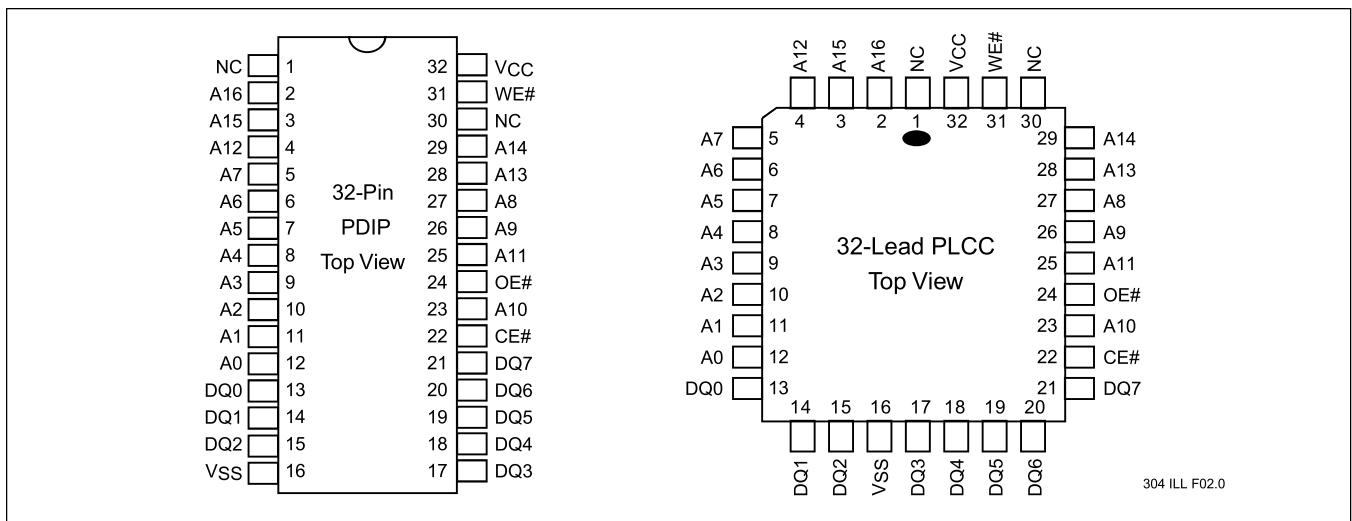 NC 1 32 VCC
A16 2 31 WE#
A15 3 30 NC
A12 4 29 A14
A7 5 28 A13
A6 6 27 A8
A5 7 26 A9
A4 8 25 A11
A3 9 24 OE#
A2 10 23 A10
A1 11 22 CE#
A0 12 21 DQ7
DQ0 13 20 DQ6
DQ1 14 19 DQ5
DQ2 15 18 DQ4
VSS 16 17 DQ3
32-Pin
PDIP
Top View
A12 A15 A16 NC VCC WE# NC
4 3 2 1 32 31 30
A7 5 29 A14
A6 6 28 A13
A5 7 27 A8
A4 8 26 A9
A3 9 25 A11
A2 10 24 OE#
A1 11 23 A10
A0 12 22 CE#
DQ0 13 21 DQ7
32-Lead PLCC
Top View
14 15 16 17 18 19 20
DQ1 DQ2 VSS DQ3 DQ4 DQ5 DQ6
304 ILL F02.0